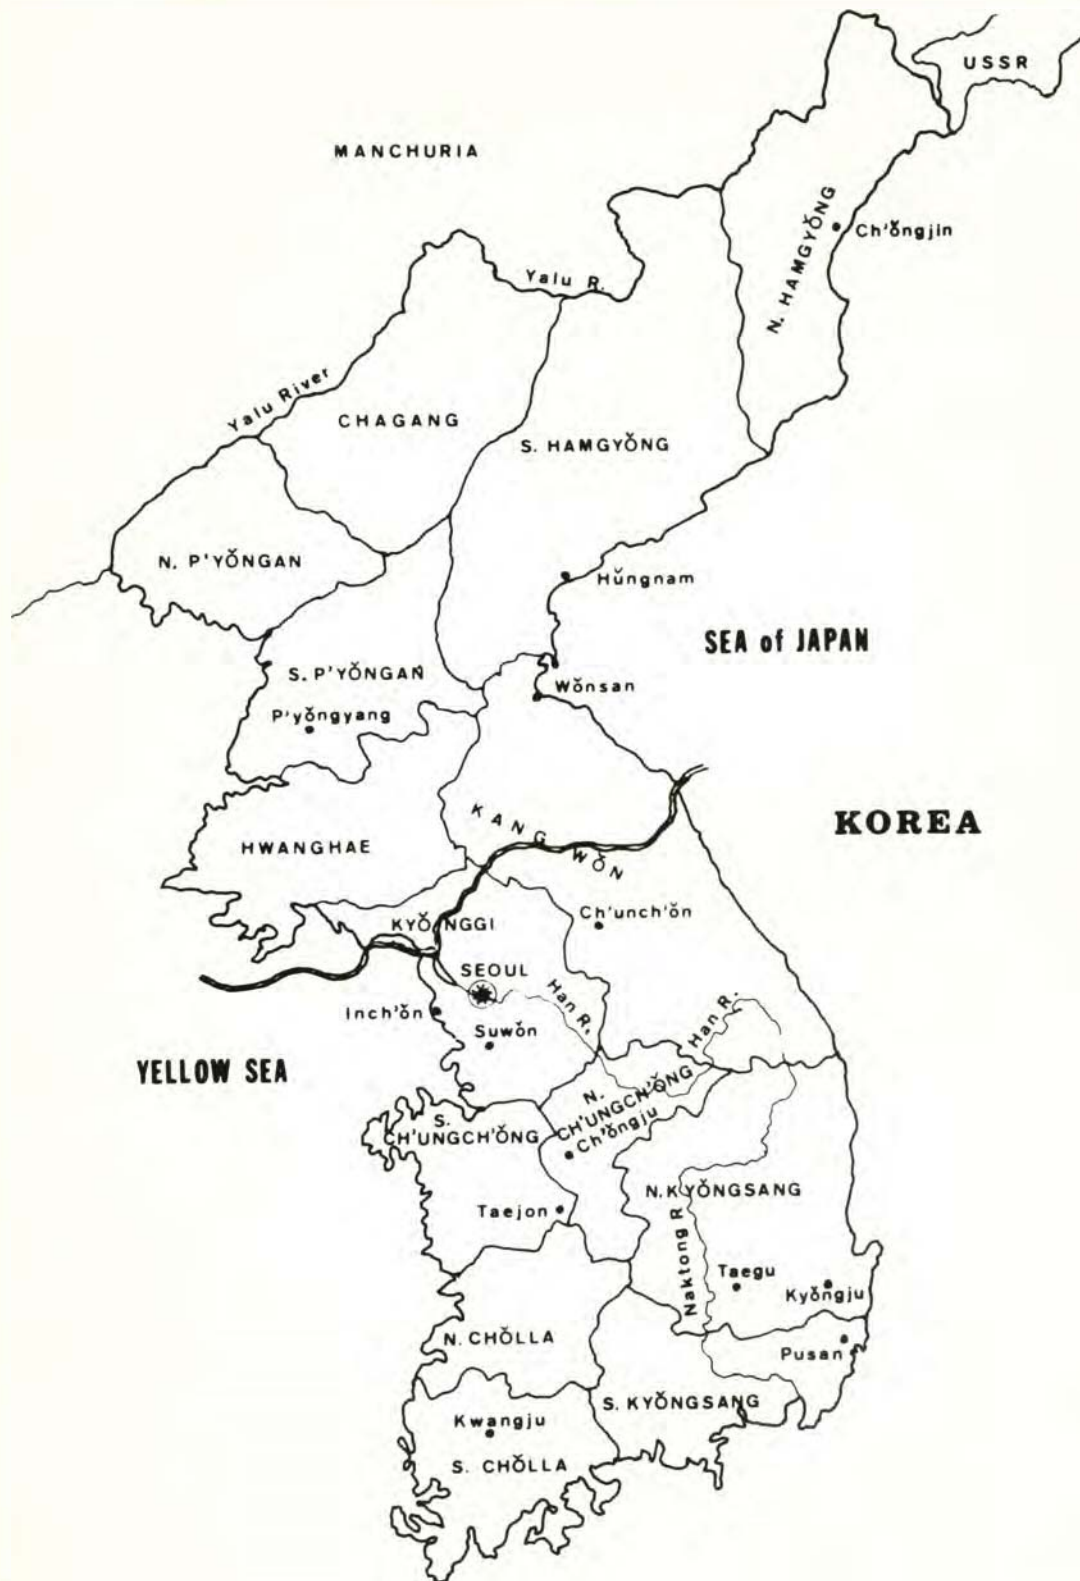 USSR
MANCHURIA
N. HAMGYŎNG
Ch'ŏngjin
Yalu R.
Yalu River
CHAGANG
S. HAMGYŎNG
N. P'YŎNGAN
Hŭngnam
SEA of JAPAN
S. P'YŎNGAN
Wŏnsan
P'yŏngyang
KOREA
KANG WŎN
HWANGHAE
Ch'unch'ŏn
KYŎNGGI
SEOUL
Han R.
Han R.
Inch'ŏn
Suwŏn
YELLOW SEA
N.
CH'UNGCH'ŎNG
S.
CH'UNGCH'ŎNG
Ch'ŏngju
N. KYŎNGSANG
Taejon
Naktong R
Taegu
Kyŏngju
N. CHŎLLA
Pusan
S. KYŎNGSANG
Kwangju
S. CHŎLLA